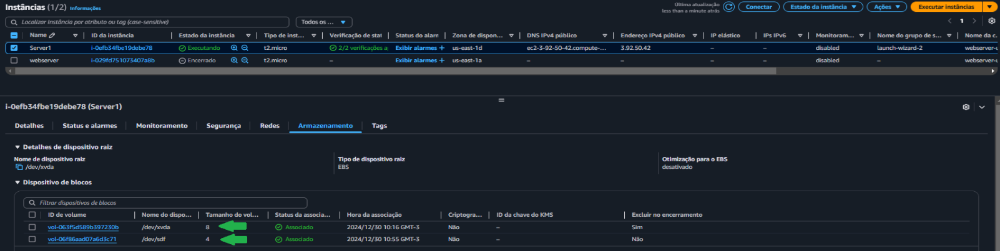 Instâncias (1/2) Informações
Última atualização
less than a minute atrás
Conectar
Estado da instância
Ações
Executar instâncias
Localizar Instância por atributo ou tag (case-sensitive)
Todos os ...
1
Name ID da instância Estado da instância Tipo de inst... Verificação de stat Status do alarm Zona de dispon... DNS IPv4 público Endereço IPv4 público IP elástico IPs IPv6 Monitoram... Nome do grupo de s... Nome da c
Server1 i-0efb34fbe19debe78 Executando t2.micro 2/2 verificações a Exibir alarmes + us-east-1d ec2-3-92-50-42.compute-... 3.92.50.42 – – disabled launch-wizard-2 webserver-
webserver i-029fd751073407a8b Encerrado t2.micro – Exibir alarmes + us-east-1a – – – – disabled – webserver-
i-0efb34fbe19debe78 (Server1)
Detalhes Status e alarmes Monitoramento Segurança Redes Armazenamento Tags
Detalhes de dispositivo raiz
Nome de dispositivo raiz Tipo de dispositivo raiz Otimização para o EBS
/dev/xvda EBS desativado
Dispositivo de blocos
Filtrar dispositivos de blocos
ID de volume Nome do dispo... Tamanho do vol... Status da associa... Hora da associação Criptogra... ID da chave do KMS Excluir no encerramento
vol-063f5d589b397230b /dev/xvda 8 Associado 2024/12/30 10:16 GMT-3 Não – Sim
vol-06f86aad07a6d3c71 /dev/sdf 4 Associado 2024/12/30 10:55 GMT-3 Não – Não